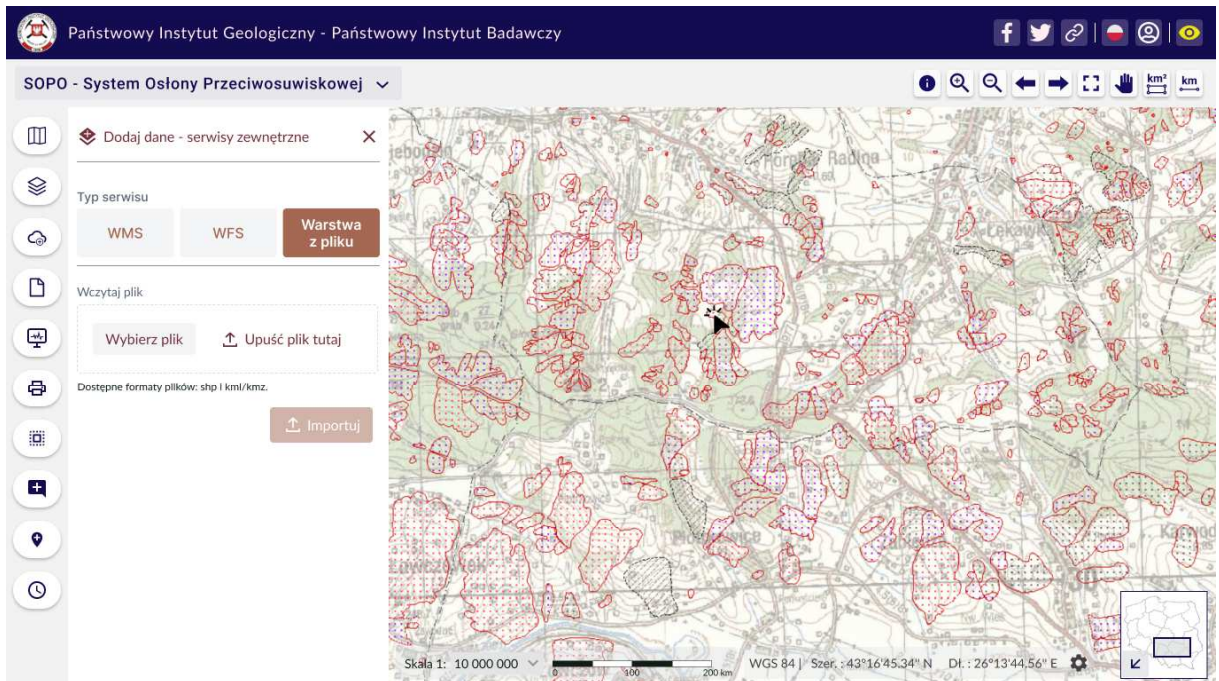 Państwowy Instytut Geologiczny - Państwowy Instytut Badawczy
SOPO - System Osłony Przeciwosuwiskowej
km²
km
Dodaj dane - serwisy zewnętrzne
Typ serwisu
WMS
WFS
Warstwa
z pliku
Wczytaj plik
Wybierz plik
Upuść plik tutaj
Dostępne formaty plików: shp i kml/kmz.
Importuj
Radlna
Skala 1: 10 000 000
0 100 200 km
WGS 84 | Szer. : 43°16'45.34" N Dł. : 26°13'44.56" E